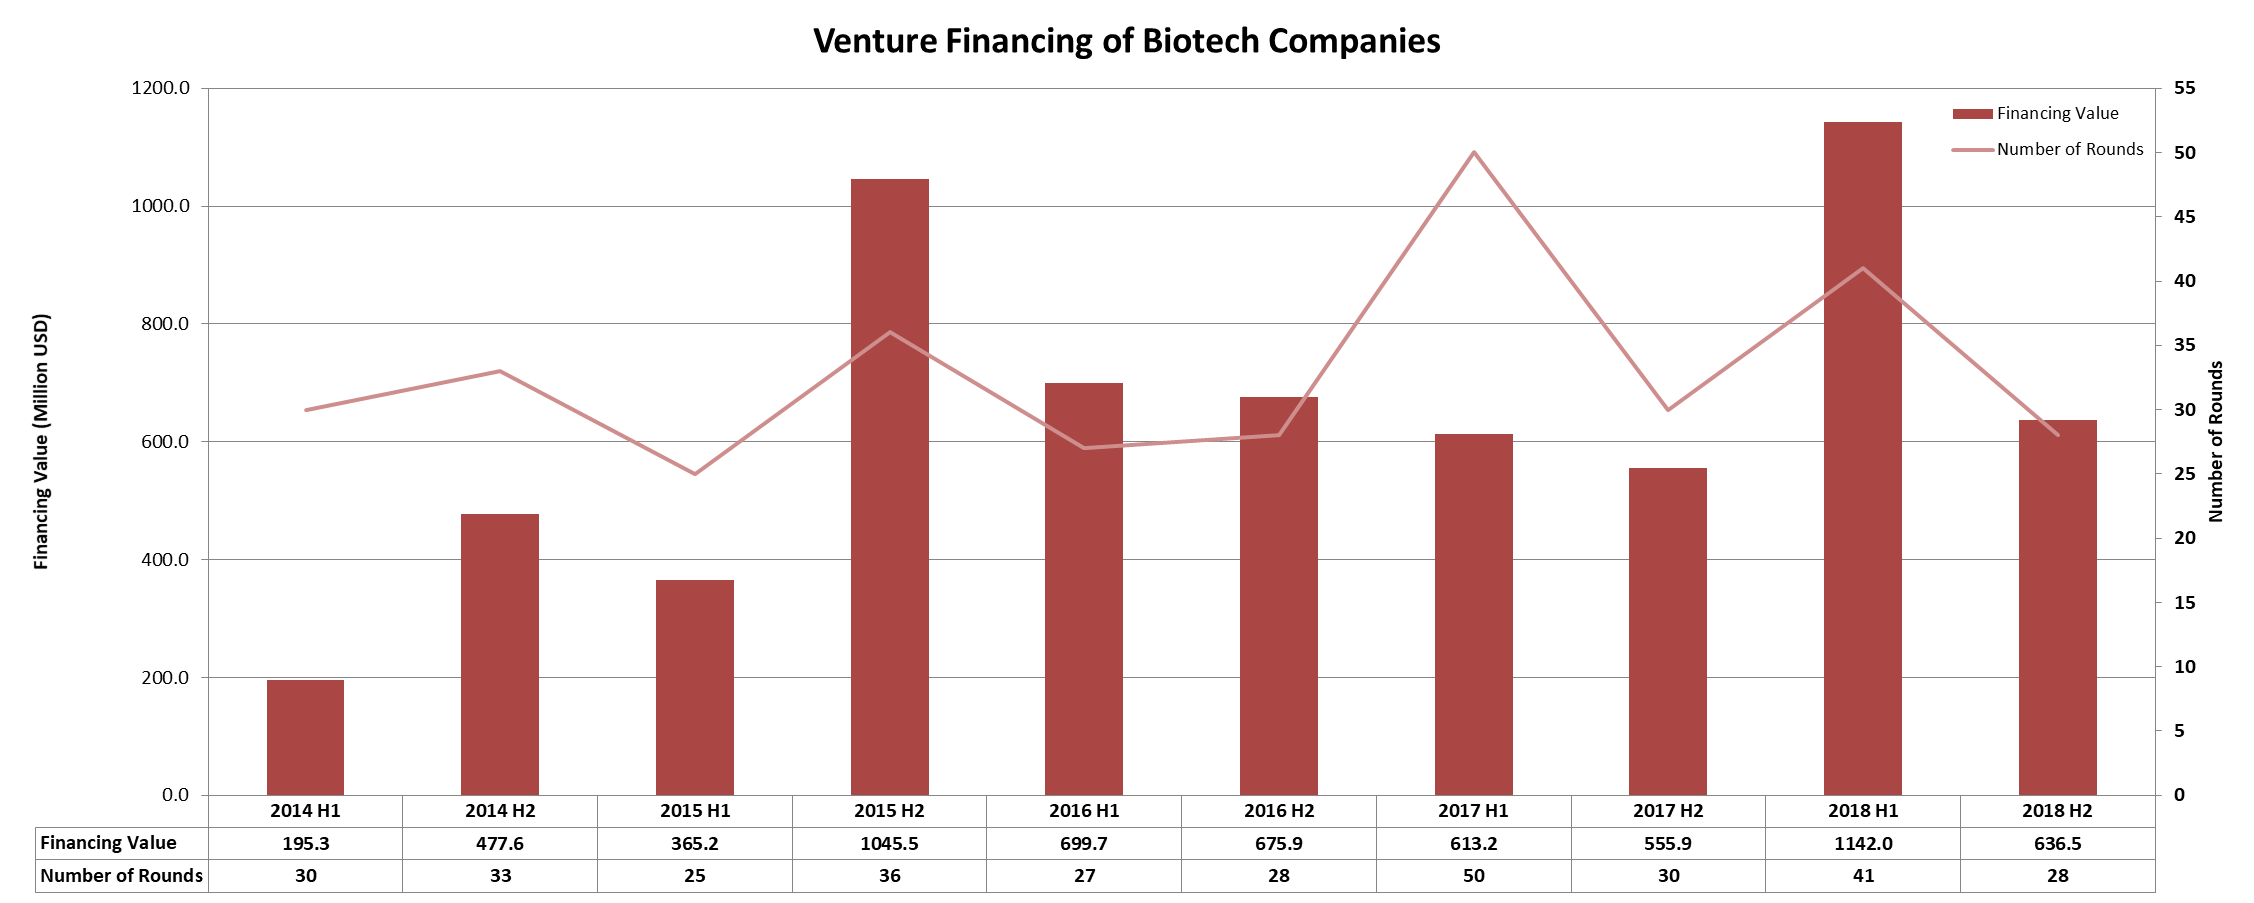 Venture Financing of Biotech Companies
1200.0
1000.0
800.0
600.0
400.0
200.0
0.0
Financing Value (Million USD)
55
50
45
40
35
30
25
20
15
10
5
0
Number of Rounds
Financing Value
Number of Rounds
2014 H1 2014 H2 2015 H1 2015 H2 2016 H1 2016 H2 2017 H1 2017 H2 2018 H1 2018 H2
Financing Value 195.3 477.6 365.2 1045.5 699.7 675.9 613.2 555.9 1142.0 636.5
Number of Rounds 30 33 25 36 27 28 50 30 41 28